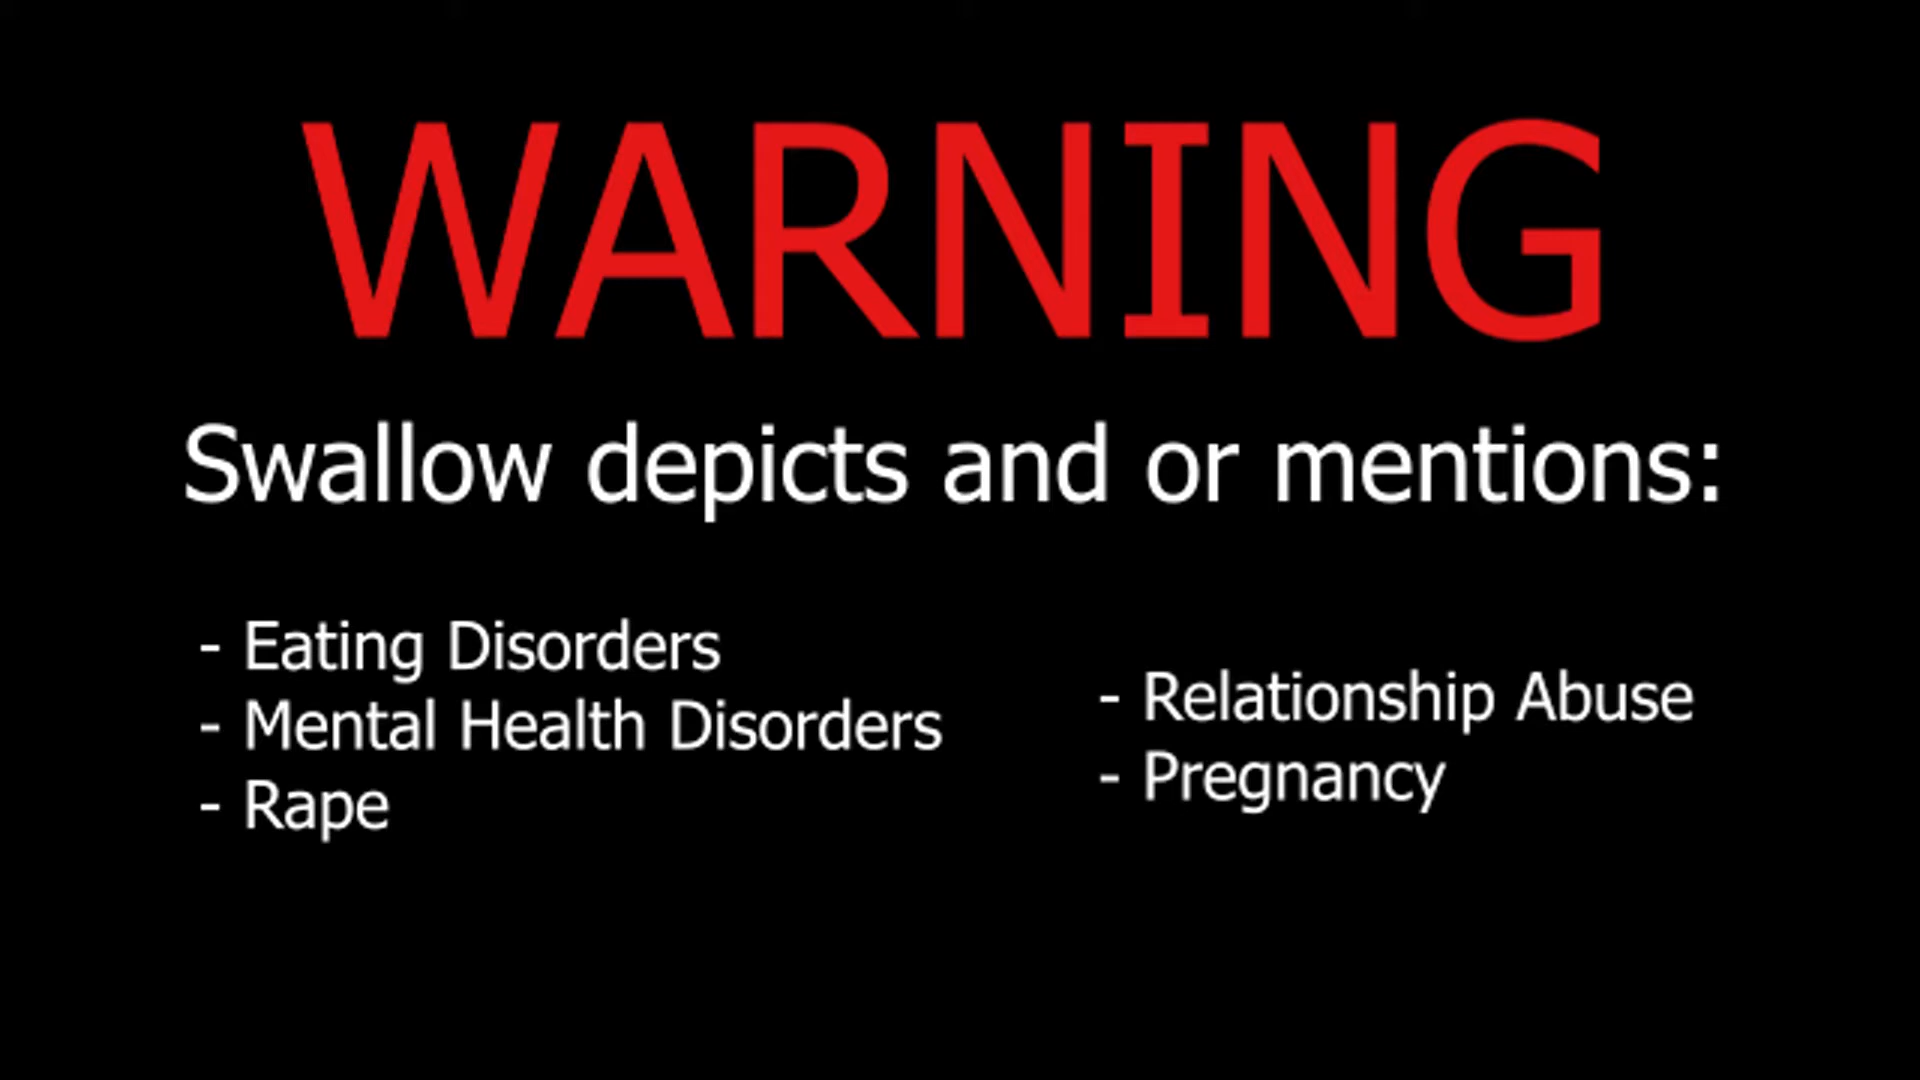 WARNING
Swallow depicts and or mentions:
- Eating Disorders
- Mental Health Disorders
- Rape
- Relationship Abuse
- Pregnancy